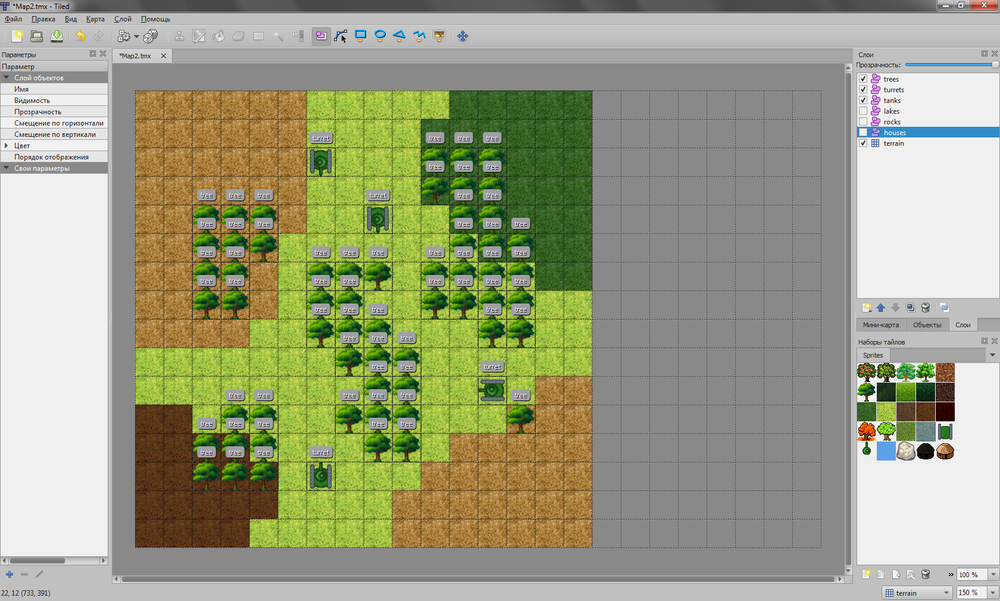 *Map2.tmx - Tiled
Файл Правка Вид Карта Слой Помощь
Параметры
Параметр
Слой объектов
Имя
Видимость
Прозрачность
Смещение по горизонтали
Смещение по вертикали
Цвет
Порядок отображения
Свои параметры
22, 12 (733, 391)
*Map2.tmx
turret tree tree tree
tree tree tree
tree tree tree turret tree tree
tree tree tree tree tree tree
tree tree tree tree tree tree tree tree tree
tree tree tree tree tree tree tree tree
tree tree tree tree tree
tree tree tree
tree tree turret
tree tree tree tree tree tree
tree tree tree tree tree
tree tree tree turret
Слои
Прозрачность:
trees
turrets
tanks
lakes
rocks
houses
terrain
Мини-карта Объекты Слои
Наборы тайлов
Sprites
» 100 %
terrain 150 %